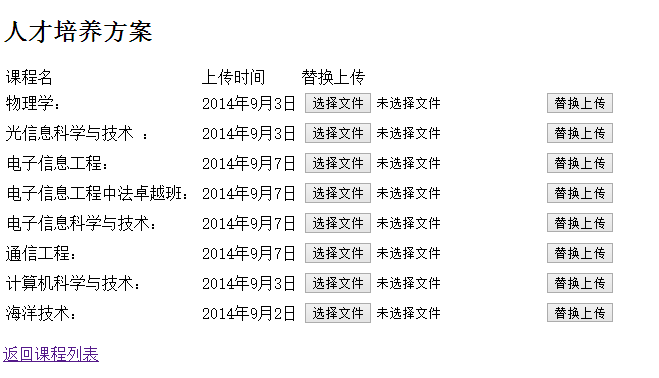 人才培养方案
课程名 上传时间 替换上传
物理学： 2014年9月3日 选择文件 未选择文件 替换上传
光信息科学与技术 ： 2014年9月3日 选择文件 未选择文件 替换上传
电子信息工程： 2014年9月7日 选择文件 未选择文件 替换上传
电子信息工程中法卓越班： 2014年9月7日 选择文件 未选择文件 替换上传
电子信息科学与技术： 2014年9月7日 选择文件 未选择文件 替换上传
通信工程： 2014年9月7日 选择文件 未选择文件 替换上传
计算机科学与技术： 2014年9月3日 选择文件 未选择文件 替换上传
海洋技术： 2014年9月2日 选择文件 未选择文件 替换上传
返回课程列表